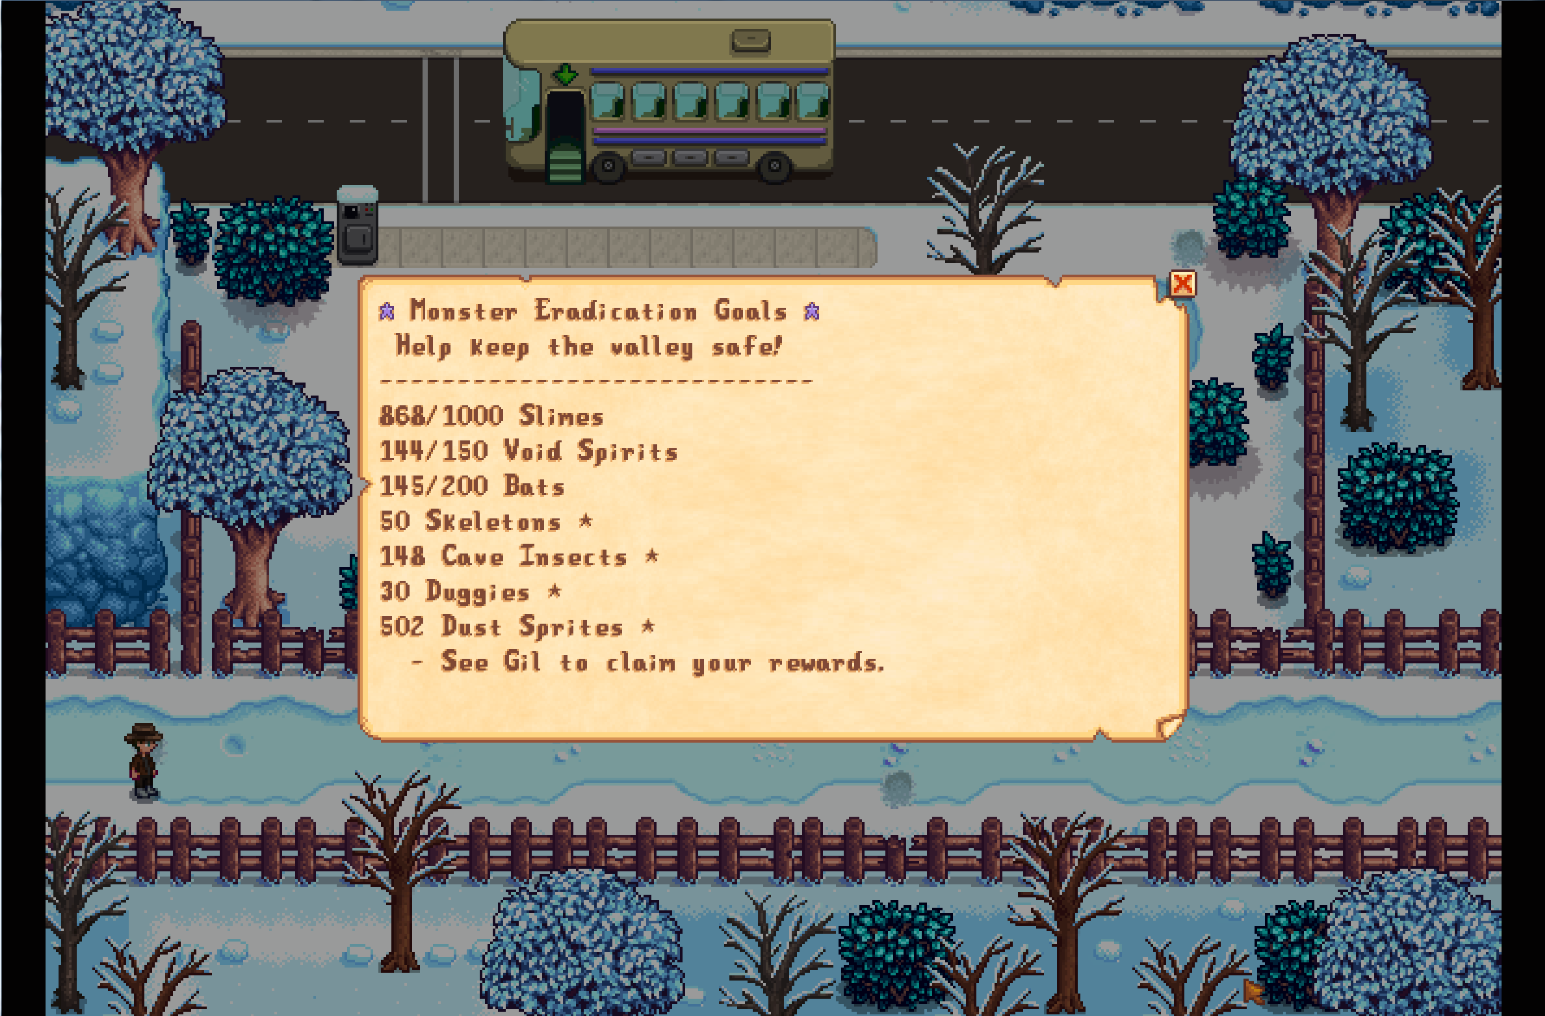 Monster Eradication Goals
Help keep the valley safe!
----------------------------
868/1000 Slimes
144/150 Void Spirits
145/200 Bats
50 Skeletons *
148 Cave Insects *
30 Duggies *
502 Dust Sprites *
- See Gil to claim your rewards.